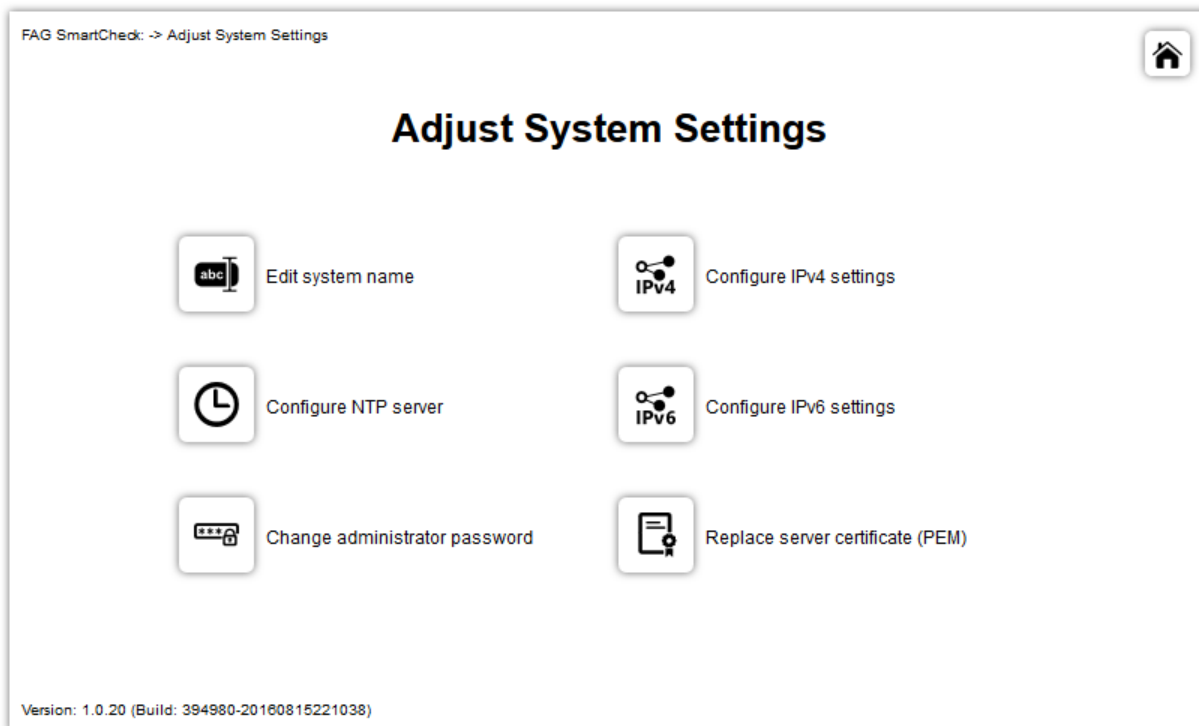 FAG SmartCheck: -> Adjust System Settings
Adjust System Settings
abc
Edit system name
IPv4
Configure IPv4 settings
Configure NTP server
IPv6
Configure IPv6 settings
***
Change administrator password
Replace server certificate (PEM)
Version: 1.0.20 (Build: 394980-20160815221038)